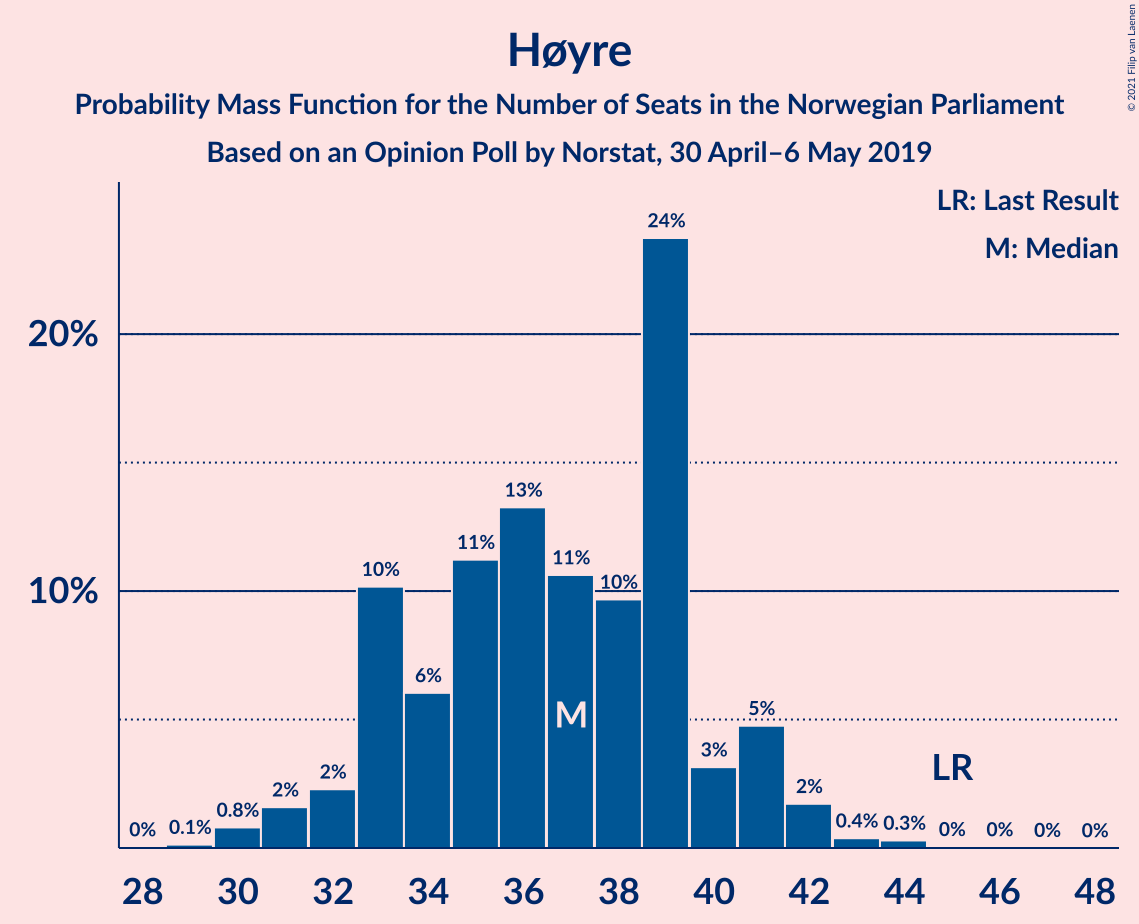 © 2021 Filip van Laenen
Høyre
Probability Mass Function for the Number of Seats in the Norwegian Parliament
Based on an Opinion Poll by Norstat, 30 April–6 May 2019
LR: Last Result
M: Median
20%
10%
0%
0.1%
0.8%
2%
2%
10%
6%
11%
13%
11%
10%
24%
3%
5%
2%
0.4%
0.3%
0%
0%
0%
0%
M
LR
28 30 32 34 36 38 40 42 44 46 48